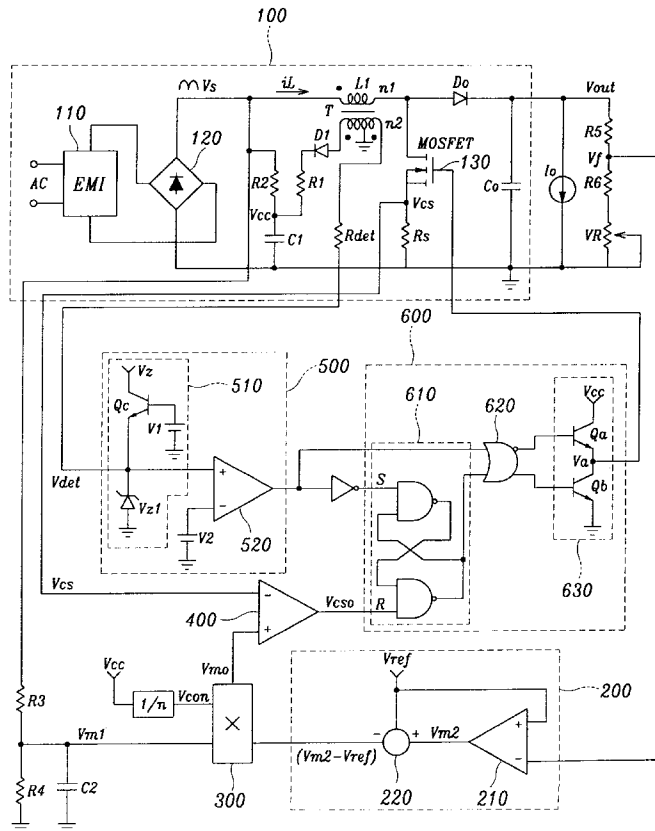 100
Vs
iL
L1
n1
Do
Vout
110
120
T
n2
D1
MOSFET
130
R5
Vf
AC
EMI
R2
R1
Vcc
Vcs
Co
Io
R6
C1
Rdet
Rs
VR
600
500
510
Vz
Qc
V1
610
620
Vcc
Qa
Va
Qb
S
Vdet
+
-
Vz1
V2
520
630
Vcs
-
400
+
Vcso
R
Vmo
Vcc
1/n
Vcon
Vref
200
R3
X
-
+
Vm2
+
-
Vm1
(Vm2-Vref)
R4
C2
300
220
210